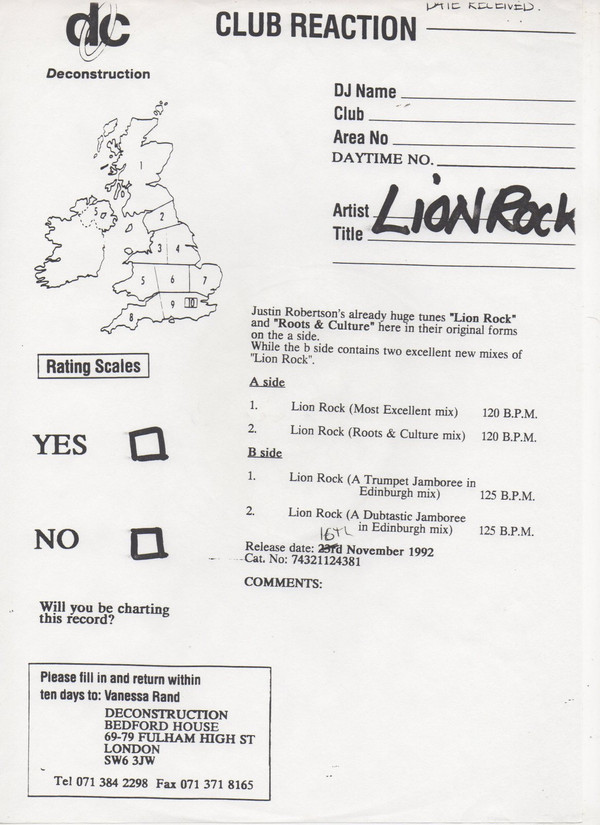 dc
Deconstruction
CLUB REACTION
DATE RECEIVED.
DJ Name
Club
Area No
DAYTIME NO.
Artist LION ROCK
Title
1
2
3 4
5
5 6 7
8 9 10
Rating Scales
YES
NO
Will you be charting
this record?
Justin Robertson's already huge tunes "Lion Rock"
and "Roots & Culture" here in their original forms
on the a side.
While the b side contains two excellent new mixes of
"Lion Rock".
A side
1. Lion Rock (Most Excellent mix) 120 B.P.M.
2. Lion Rock (Roots & Culture mix) 120 B.P.M.
B side
1. Lion Rock (A Trumpet Jamboree in
Edinburgh mix) 125 B.P.M.
2. Lion Rock (A Dubtastic Jamboree
in Edinburgh mix) 125 B.P.M.
16th
Release date: 23rd November 1992
Cat. No: 74321124381
COMMENTS:
Please fill in and return within
ten days to: Vanessa Rand
DECONSTRUCTION
BEDFORD HOUSE
69-79 FULHAM HIGH ST
LONDON
SW6 3JW
Tel 071 384 2298 Fax 071 371 8165